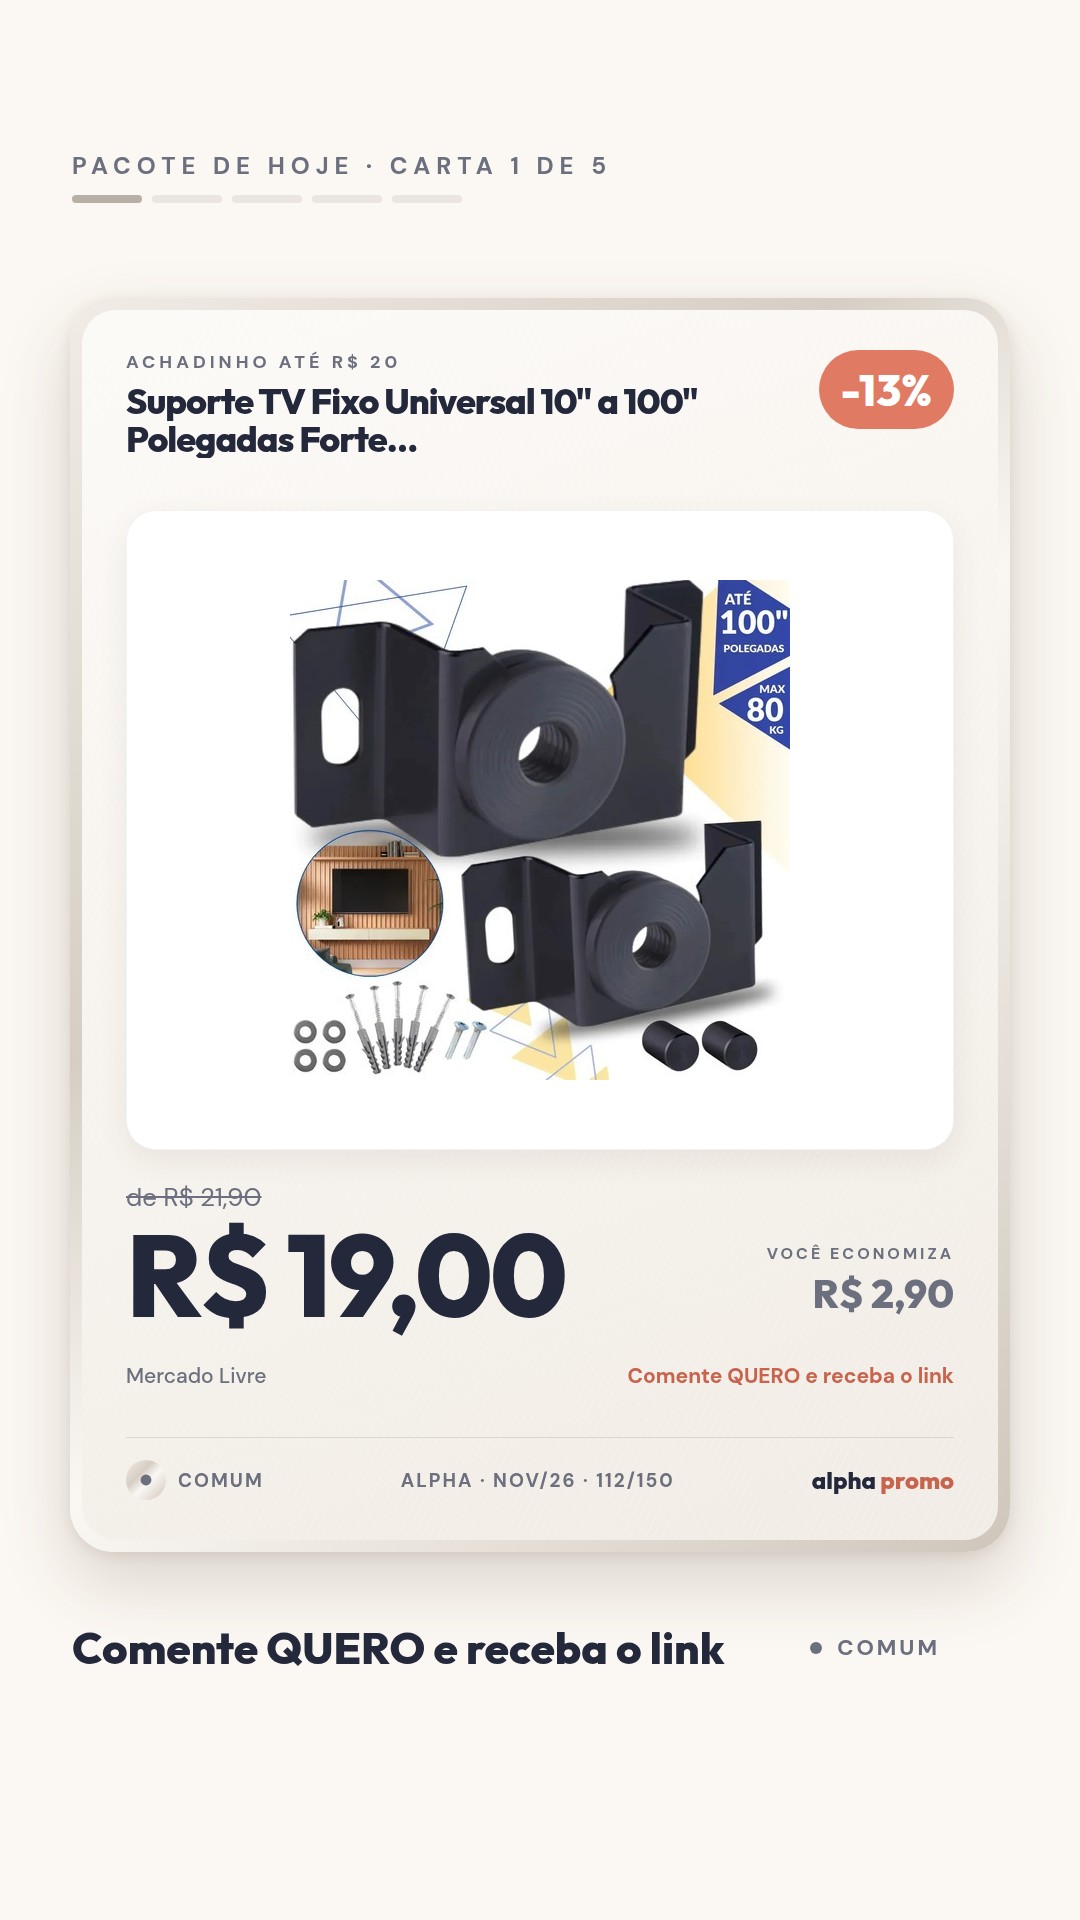 PACOTE DE HOJE · CARTA 1 DE 5
ACHADINHO ATÉ R$ 20
-13%
Suporte TV Fixo Universal 10" a 100"
Polegadas Forte...
ATÉ
100"
POLEGADAS
MAX
80
KG
de R$ 21,90
R$ 19,00
VOCÊ ECONOMIZA
R$ 2,90
Mercado Livre
Comente QUERO e receba o link
COMUM
ALPHA · NOV/26 · 112/150
alpha promo
Comente QUERO e receba o link
COMUM